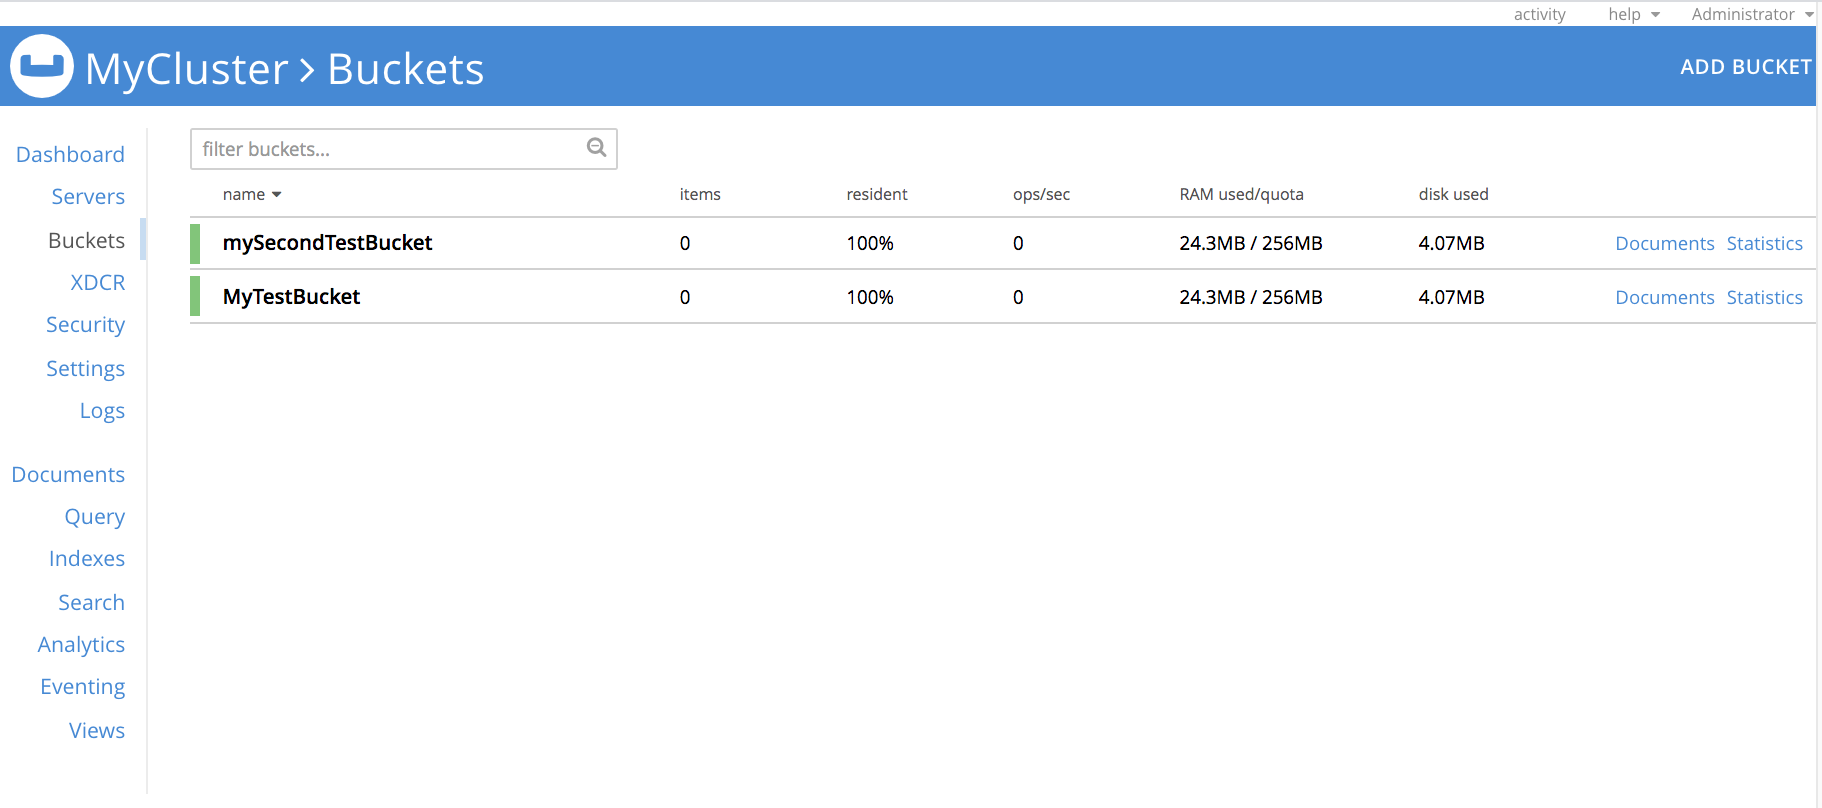 activity help Administrator
MyCluster > Buckets ADD BUCKET
filter buckets...
name items resident ops/sec RAM used/quota disk used
mySecondTestBucket 0 100% 0 24.3MB / 256MB 4.07MB Documents Statistics
MyTestBucket 0 100% 0 24.3MB / 256MB 4.07MB Documents Statistics
Dashboard
Servers
Buckets
XDCR
Security
Settings
Logs
Documents
Query
Indexes
Search
Analytics
Eventing
Views